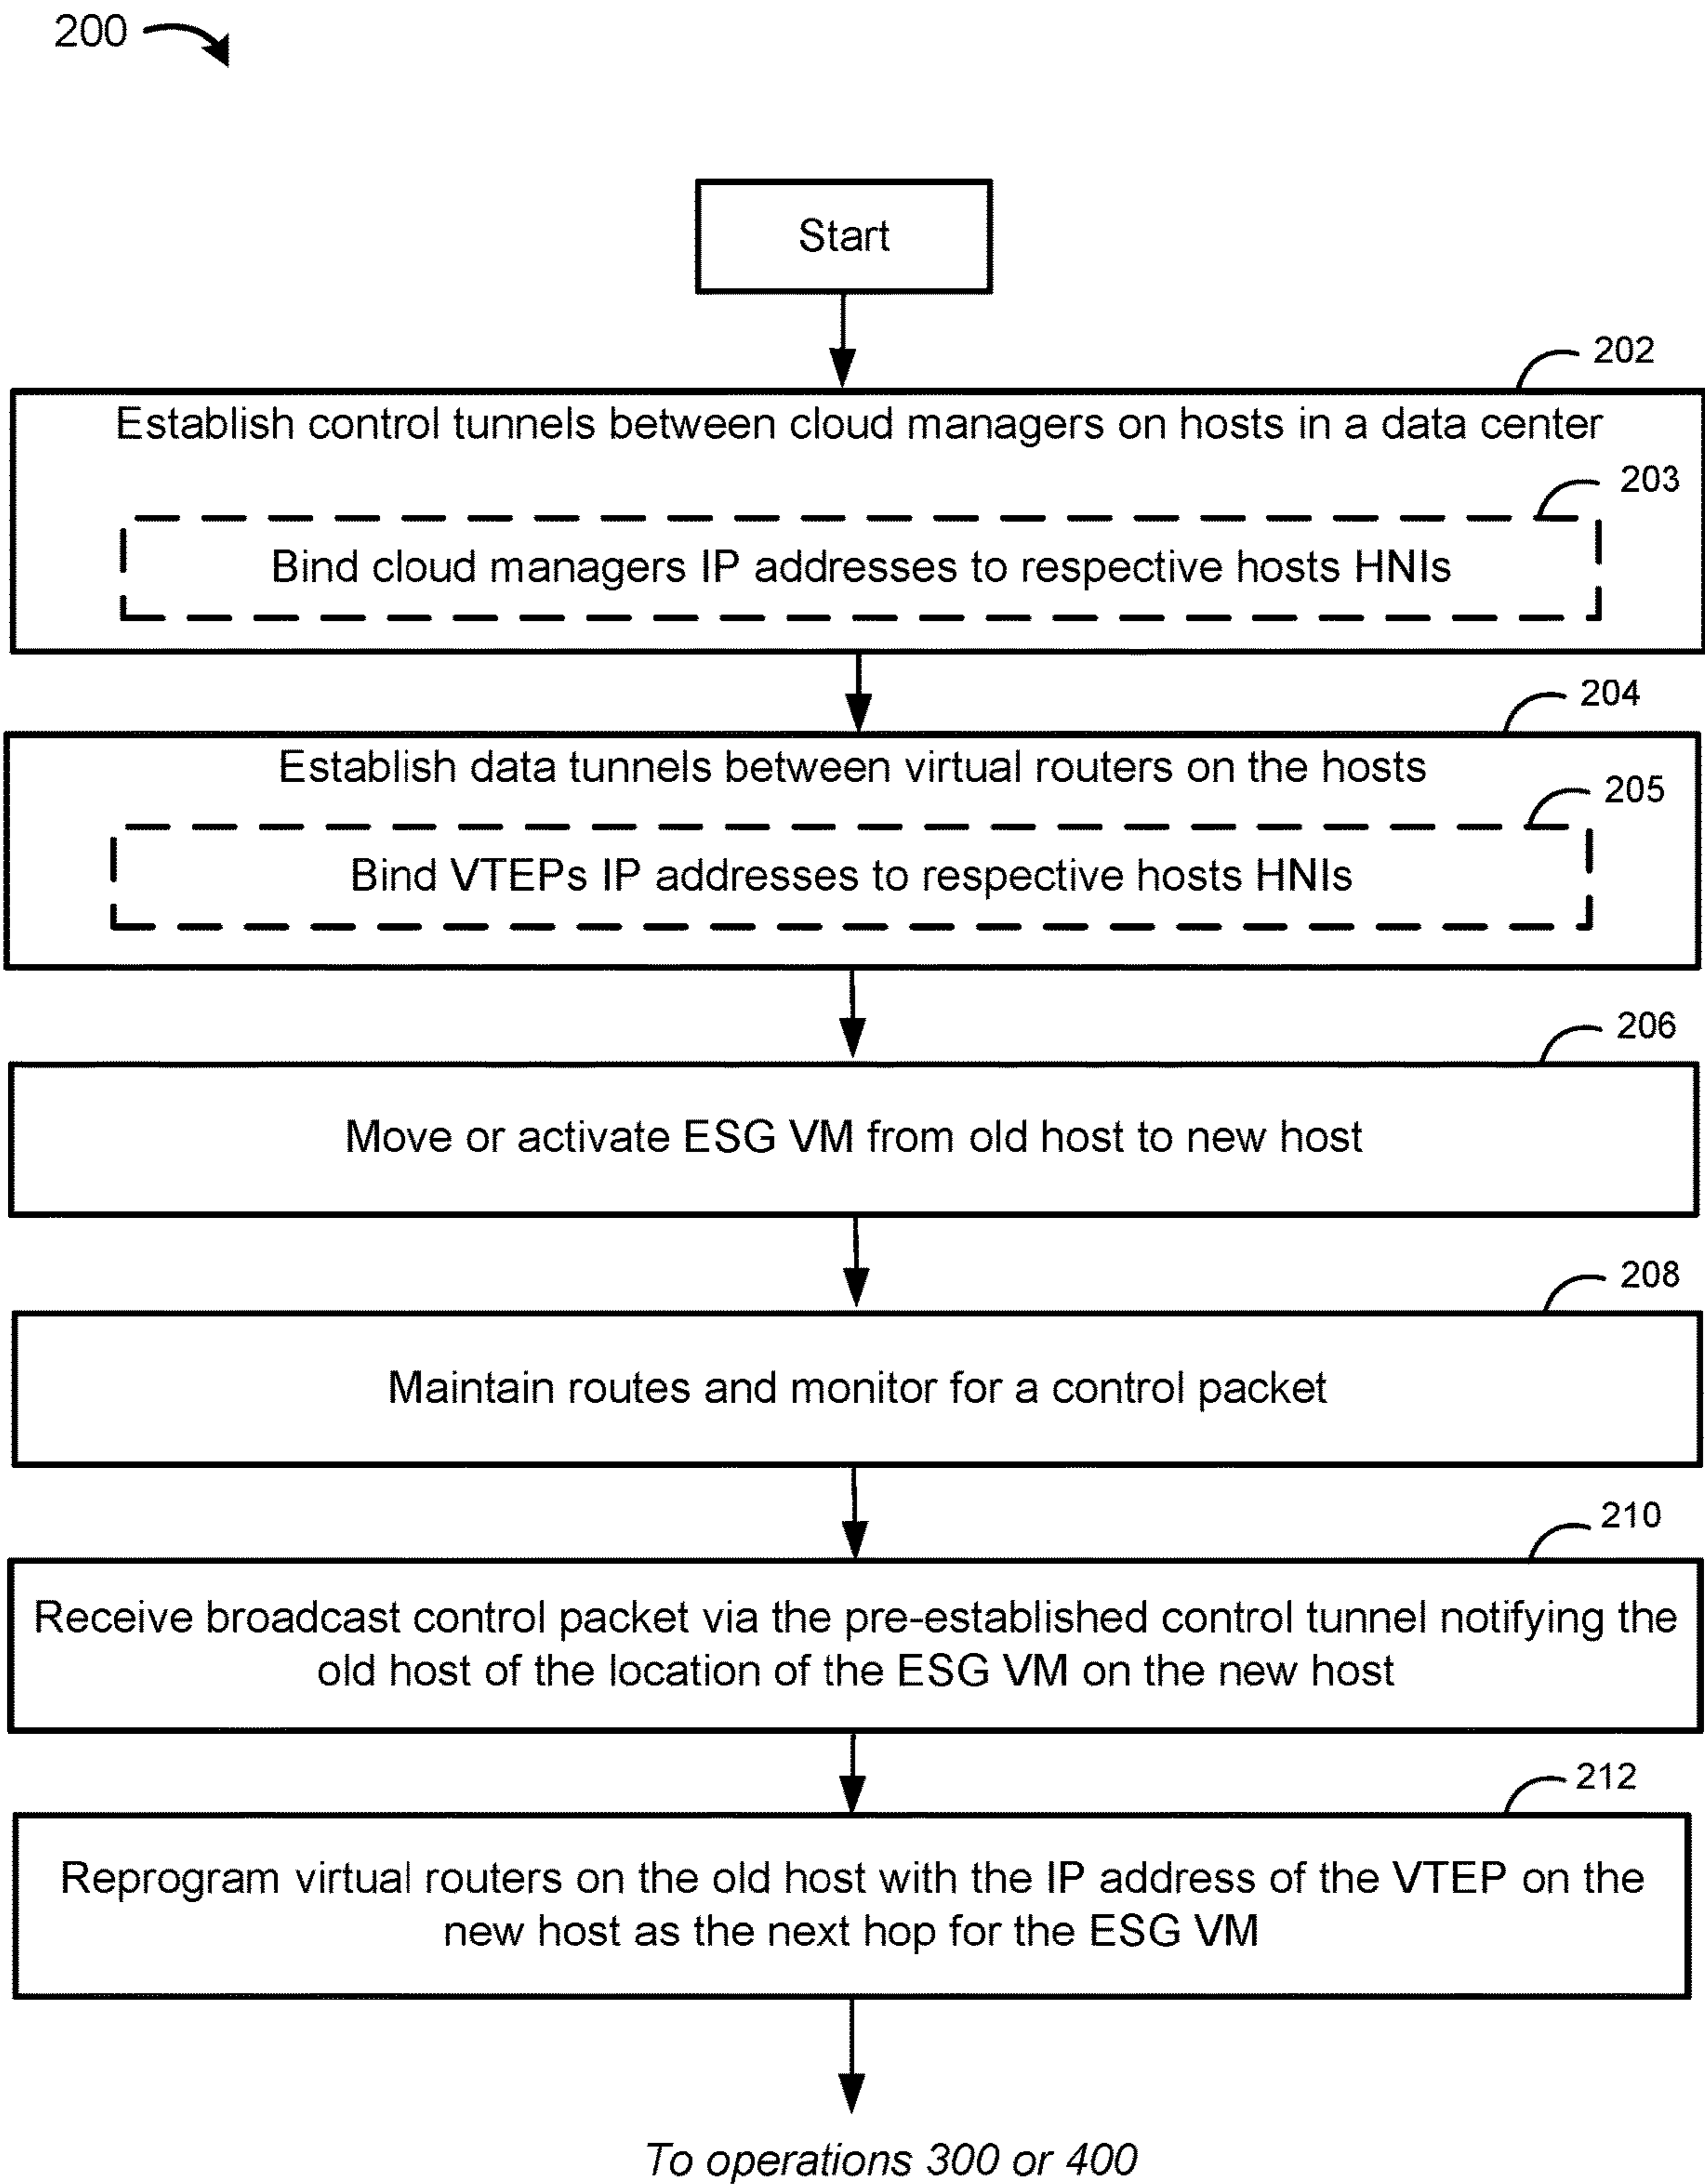 200
Start
202
Establish control tunnels between cloud managers on hosts in a data center
203
Bind cloud managers IP addresses to respective hosts HNIs
204
Establish data tunnels between virtual routers on the hosts
205
Bind VTEPs IP addresses to respective hosts HNIs
206
Move or activate ESG VM from old host to new host
208
Maintain routes and monitor for a control packet
210
Receive broadcast control packet via the pre-established control tunnel notifying the
old host of the location of the ESG VM on the new host
212
Reprogram virtual routers on the old host with the IP address of the VTEP on the
new host as the next hop for the ESG VM
To operations 300 or 400